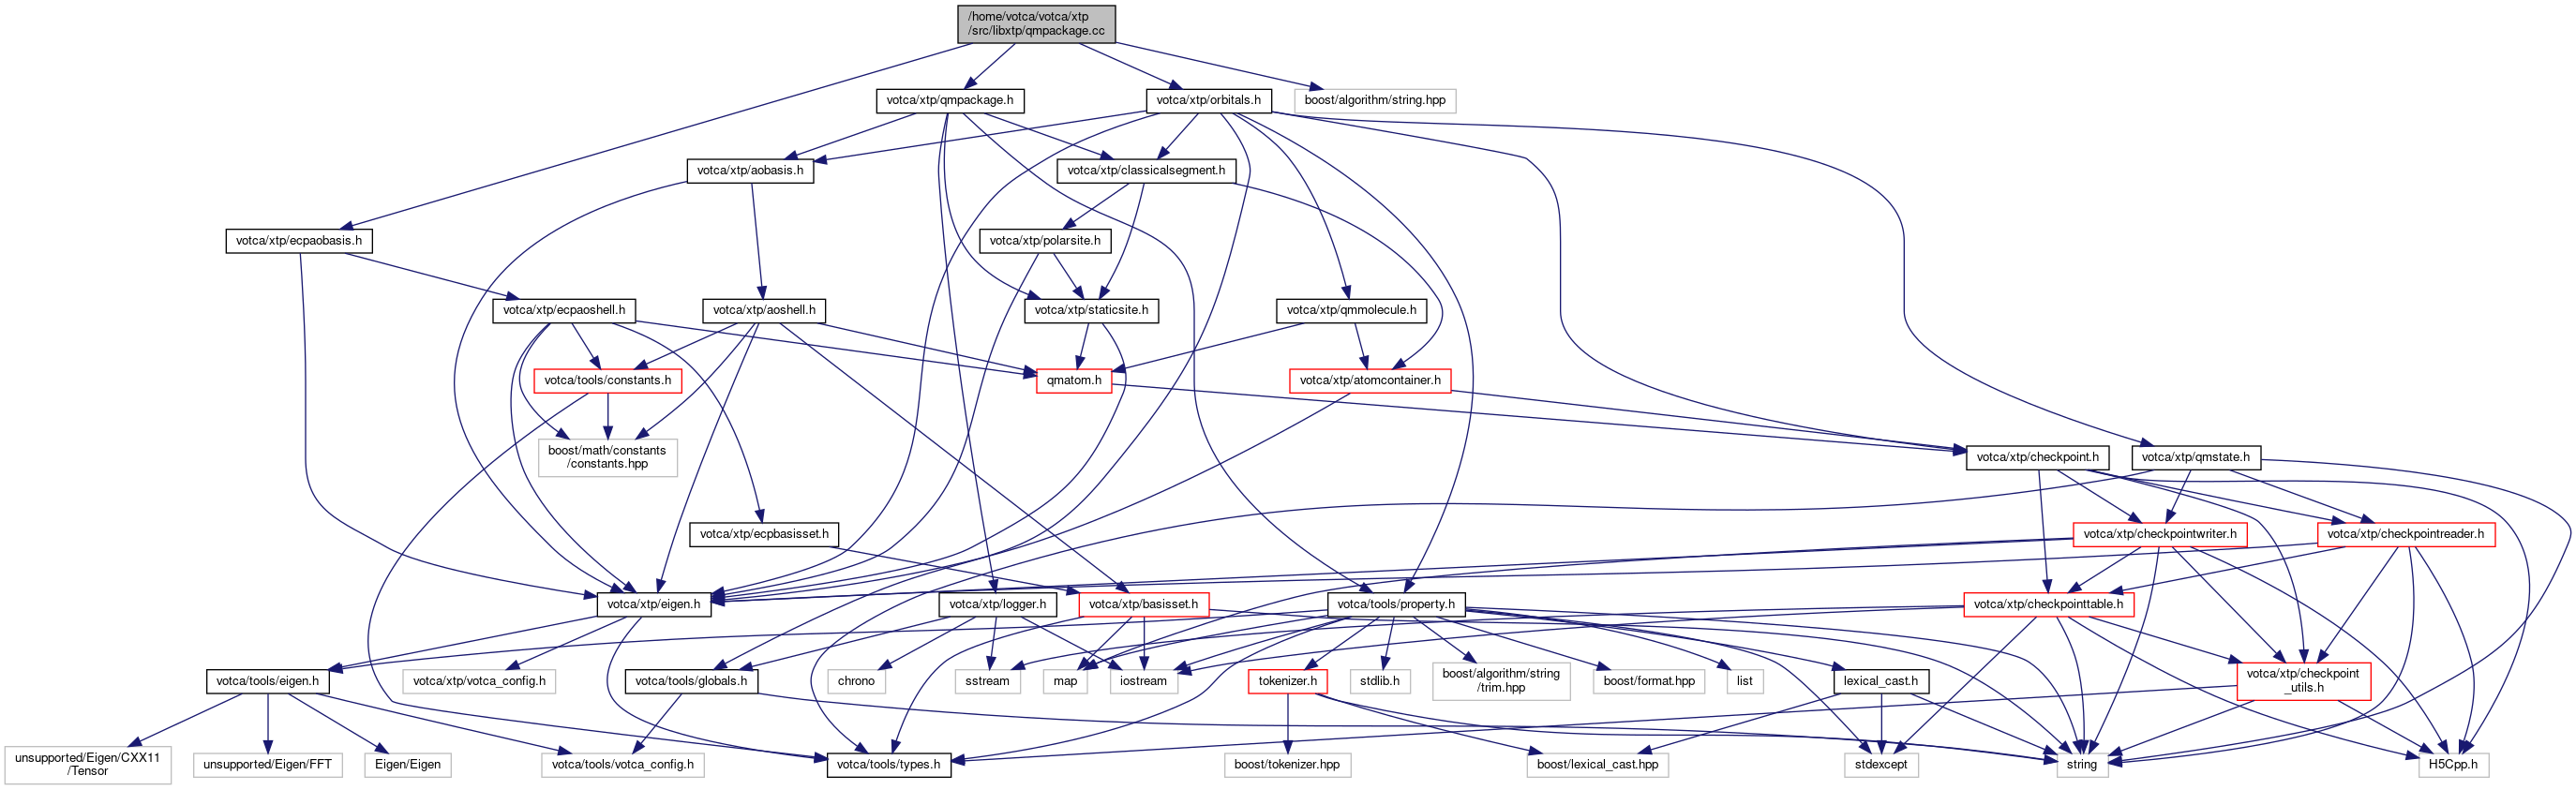 /home/votca/votca/xtp
/src/libxtp/qmpackage.cc
votca/xtp/qmpackage.h
votca/xtp/orbitals.h
boost/algorithm/string.hpp
votca/xtp/aobasis.h
votca/xtp/classicalsegment.h
votca/xtp/ecpaobasis.h
votca/xtp/polarsite.h
votca/xtp/ecpaoshell.h
votca/xtp/aoshell.h
votca/xtp/staticsite.h
votca/xtp/qmmolecule.h
votca/tools/constants.h
qmatom.h
votca/xtp/atomcontainer.h
boost/math/constants
/constants.hpp
votca/xtp/checkpoint.h
votca/xtp/qmstate.h
votca/xtp/ecpbasisset.h
votca/xtp/checkpointwriter.h
votca/xtp/checkpointreader.h
votca/xtp/eigen.h
votca/xtp/logger.h
votca/xtp/basisset.h
votca/tools/property.h
votca/xtp/checkpointtable.h
votca/tools/eigen.h
votca/xtp/votca_config.h
votca/tools/globals.h
chrono
sstream
map
iostream
tokenizer.h
stdlib.h
boost/algorithm/string
/trim.hpp
boost/format.hpp
list
lexical_cast.h
votca/xtp/checkpoint
_utils.h
unsupported/Eigen/CXX11
/Tensor
unsupported/Eigen/FFT
Eigen/Eigen
votca/tools/votca_config.h
votca/tools/types.h
boost/tokenizer.hpp
boost/lexical_cast.hpp
stdexcept
string
H5Cpp.h